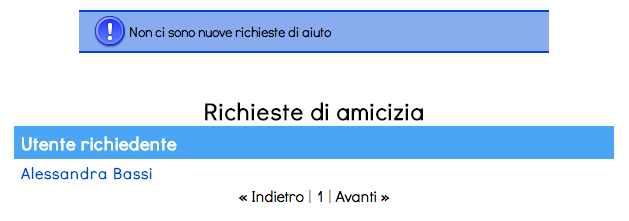 Non ci sono nuove richieste di aiuto
Richieste di amicizia
Utente richiedente
Alessandra Bassi
« Indietro | 1 | Avanti »